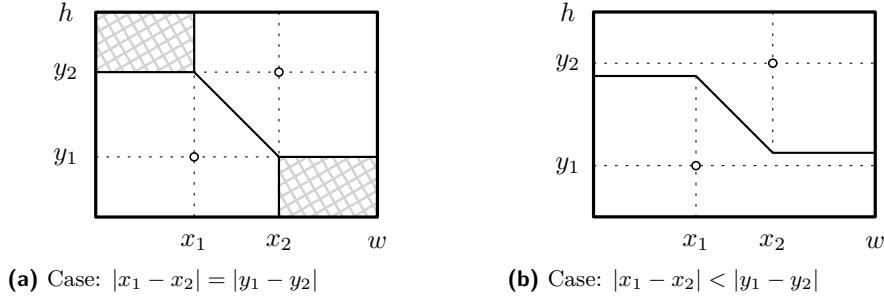 h
y₂
y₁
x₁ x₂ w
(a) Case: |x₁ − x₂| = |y₁ − y₂|
h
y₂
y₁
x₁ x₂ w
(b) Case: |x₁ − x₂| < |y₁ − y₂|